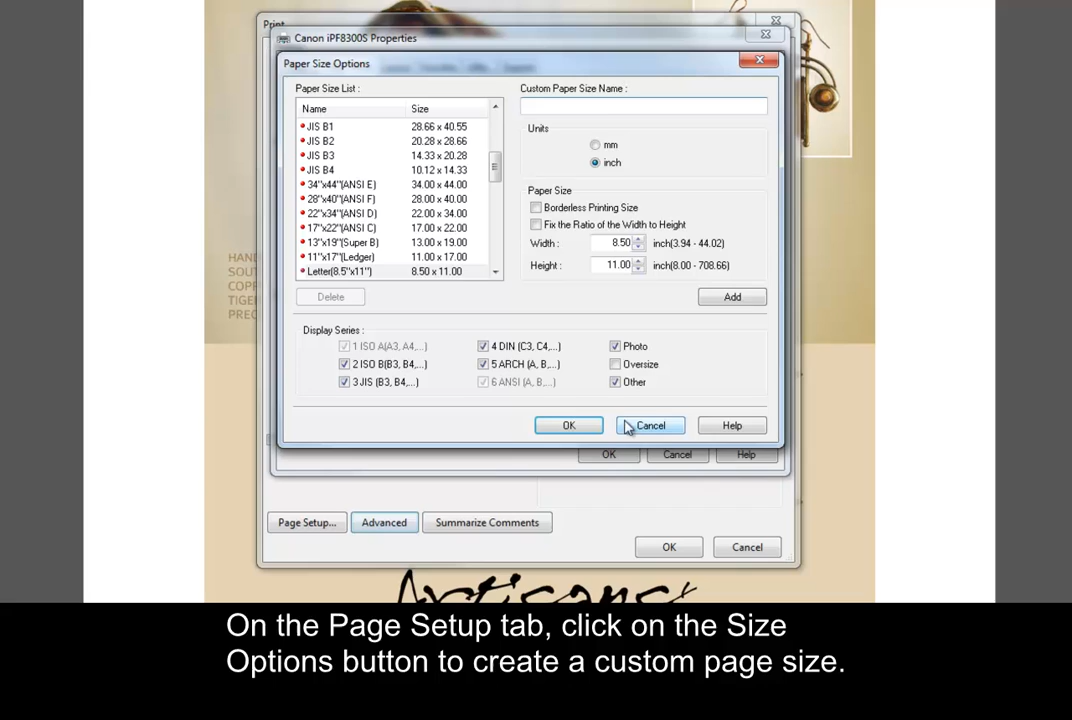 Print
Canon iPF8300S Properties
Paper Size Options
Paper Size List :
Name Size
JIS B1 28.66 x 40.55
JIS B2 20.28 x 28.66
JIS B3 14.33 x 20.28
JIS B4 10.12 x 14.33
34"x44"(ANSI E) 34.00 x 44.00
28"x40"(ANSI F) 28.00 x 40.00
22"x34"(ANSI D) 22.00 x 34.00
17"x22"(ANSI C) 17.00 x 22.00
13"x19"(Super B) 13.00 x 19.00
11"x17"(Ledger) 11.00 x 17.00
Letter(8.5"x11") 8.50 x 11.00
Delete
Custom Paper Size Name :
Units
mm
inch
Paper Size
Borderless Printing Size
Fix the Ratio of the Width to Height
Width : 8.50 inch(3.94 - 44.02)
Height : 11.00 inch(8.00 - 708.66)
Add
Display Series :
1 ISO A(A3, A4,...) 4 DIN (C3, C4,...) Photo
2 ISO B(B3, B4,...) 5 ARCH (A, B,...) Oversize
3 JIS (B3, B4,...) 6 ANSI (A, B,...) Other
OK Cancel Help
OK Cancel Help
Page Setup... Advanced Summarize Comments
OK Cancel
HAND
SOUT
COPP
TIGE
PREC
On the Page Setup tab, click on the Size
Options button to create a custom page size.